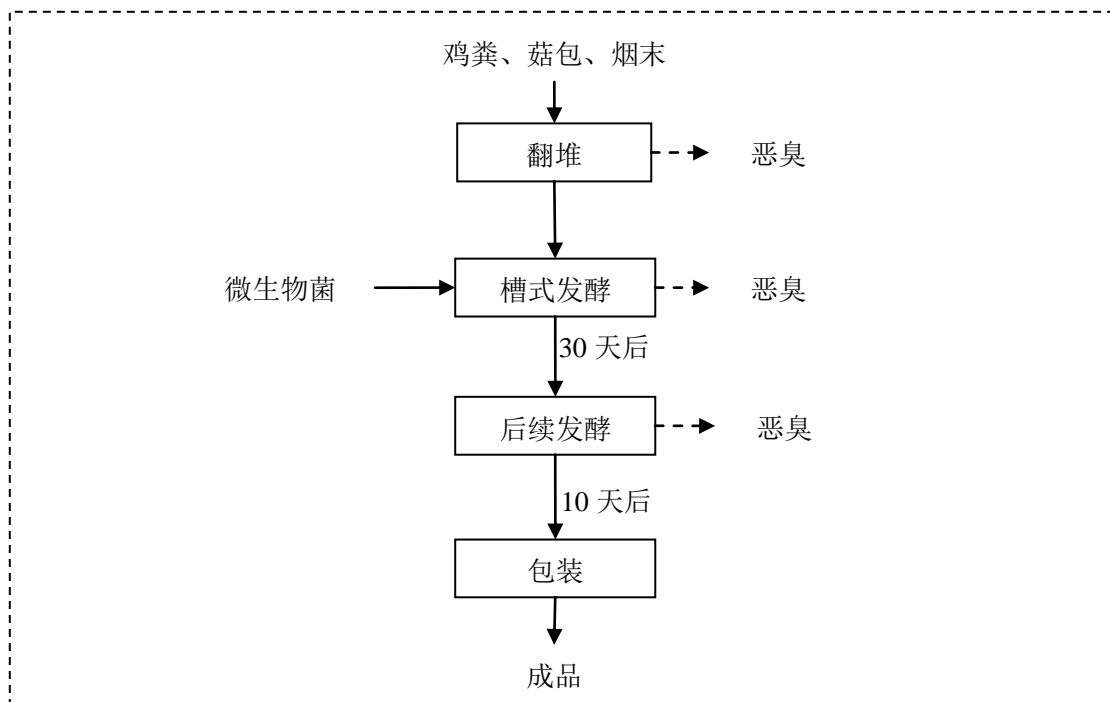 鸡粪、菇包、烟末
翻堆
恶臭
微生物菌
槽式发酵
恶臭
30 天后
后续发酵
恶臭
10 天后
包装
成品